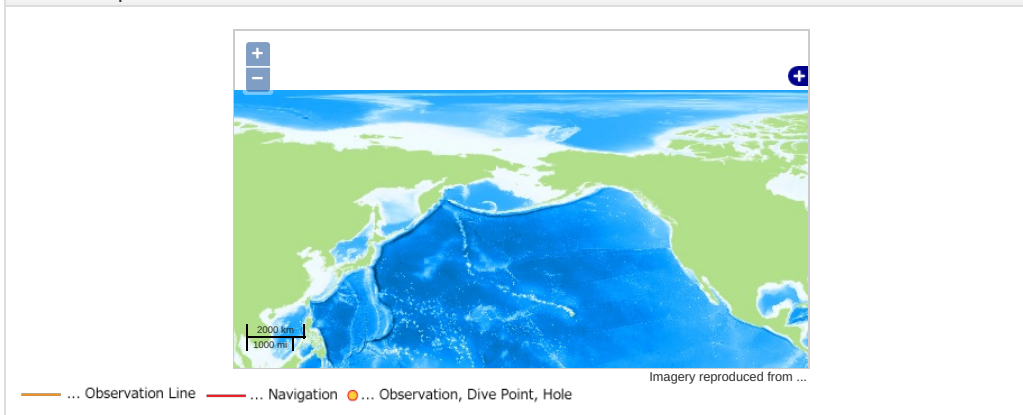 +
−
+
2000 km
1000 mi
Imagery reproduced from ...
... Observation Line ... Navigation ... Observation, Dive Point, Hole